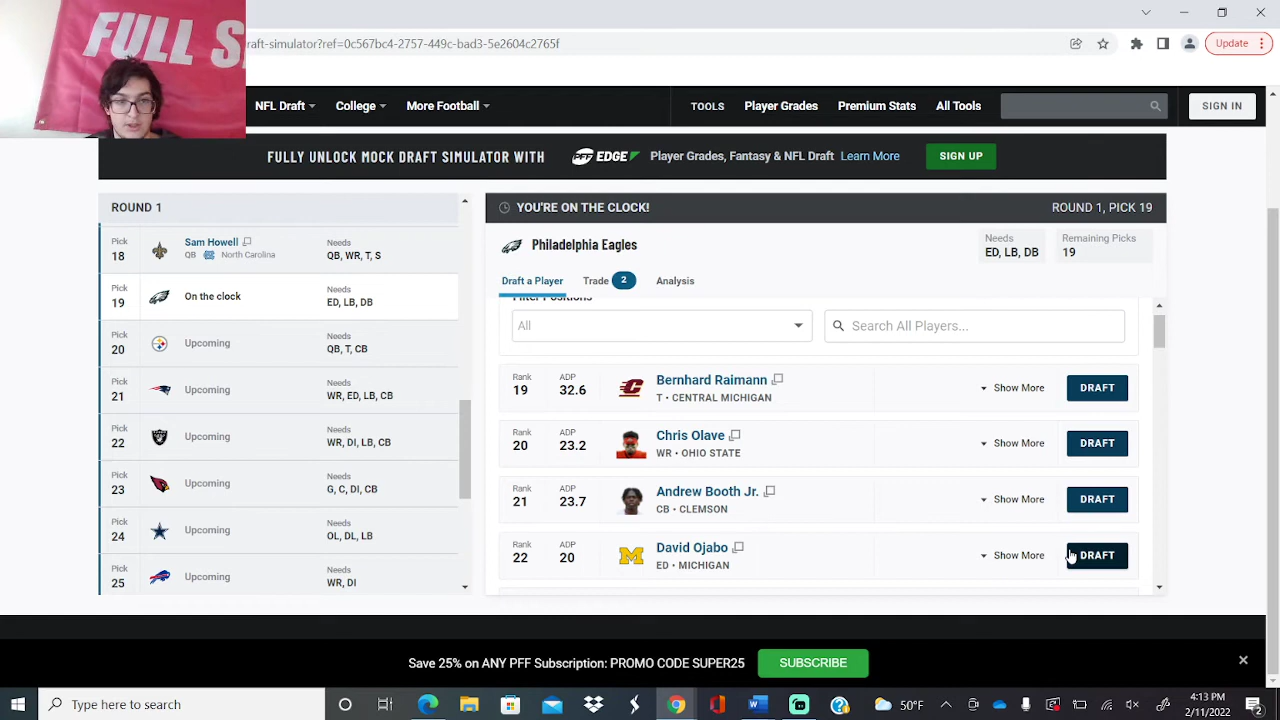 FULL S
draft-simulator?ref=0c567bc4-2757-449c-bad3-5e2604c2765f
Update
NFL Draft
College
More Football
TOOLS
Player Grades
Premium Stats
All Tools
SIGN IN
FULLY UNLOCK MOCK DRAFT SIMULATOR WITH
PFF EDGE
Player Grades, Fantasy & NFL Draft Learn More
SIGN UP
ROUND 1
Pick
18
Sam Howell
QB North Carolina
Needs
QB, WR, T, S
Pick
19
On the clock
Needs
ED, LB, DB
Pick
20
Upcoming
Needs
QB, T, CB
Pick
21
Upcoming
Needs
WR, ED, LB, CB
Pick
22
Upcoming
Needs
WR, DI, LB, CB
Pick
23
Upcoming
Needs
G, C, DI, CB
Pick
24
Upcoming
Needs
OL, DL, LB
Pick
25
Upcoming
Needs
WR, DI
YOU'RE ON THE CLOCK!
ROUND 1, PICK 19
Philadelphia Eagles
Needs
ED, LB, DB
Remaining Picks
19
Draft a Player
Trade 2
Analysis
Filter Positions
All
Search All Players...
Rank
19
ADP
32.6
Bernhard Raimann
T • CENTRAL MICHIGAN
Show More
DRAFT
Rank
20
ADP
23.2
Chris Olave
WR • OHIO STATE
Show More
DRAFT
Rank
21
ADP
23.7
Andrew Booth Jr.
CB • CLEMSON
Show More
DRAFT
Rank
22
ADP
20
David Ojabo
ED • MICHIGAN
Show More
DRAFT
Save 25% on ANY PFF Subscription: PROMO CODE SUPER25
SUBSCRIBE
Type here to search
50°F
4:13 PM
2/11/2022
2